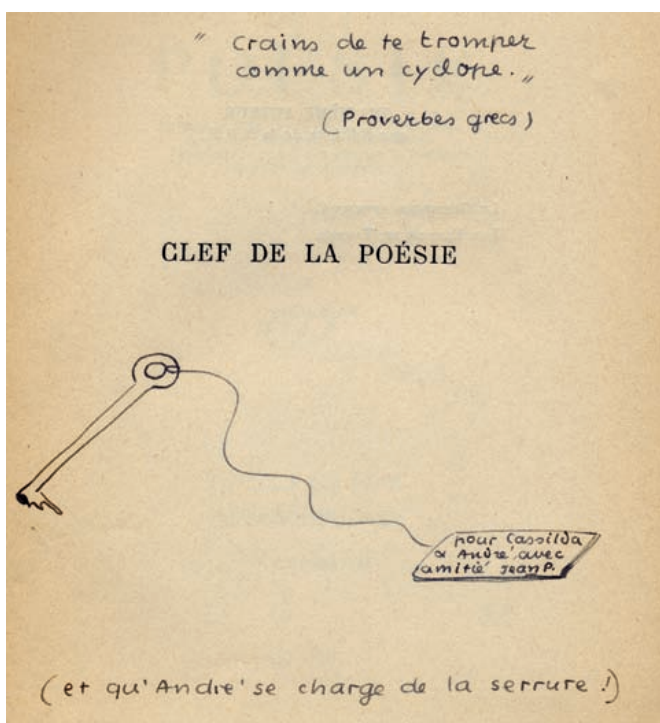 " Crains de te tromper
comme un cyclope. "
(Proverbes grecs)
CLEF DE LA POÉSIE
pour Cassilda
& André avec
amitié Jean P.
(et qu'André se charge de la serrure !)